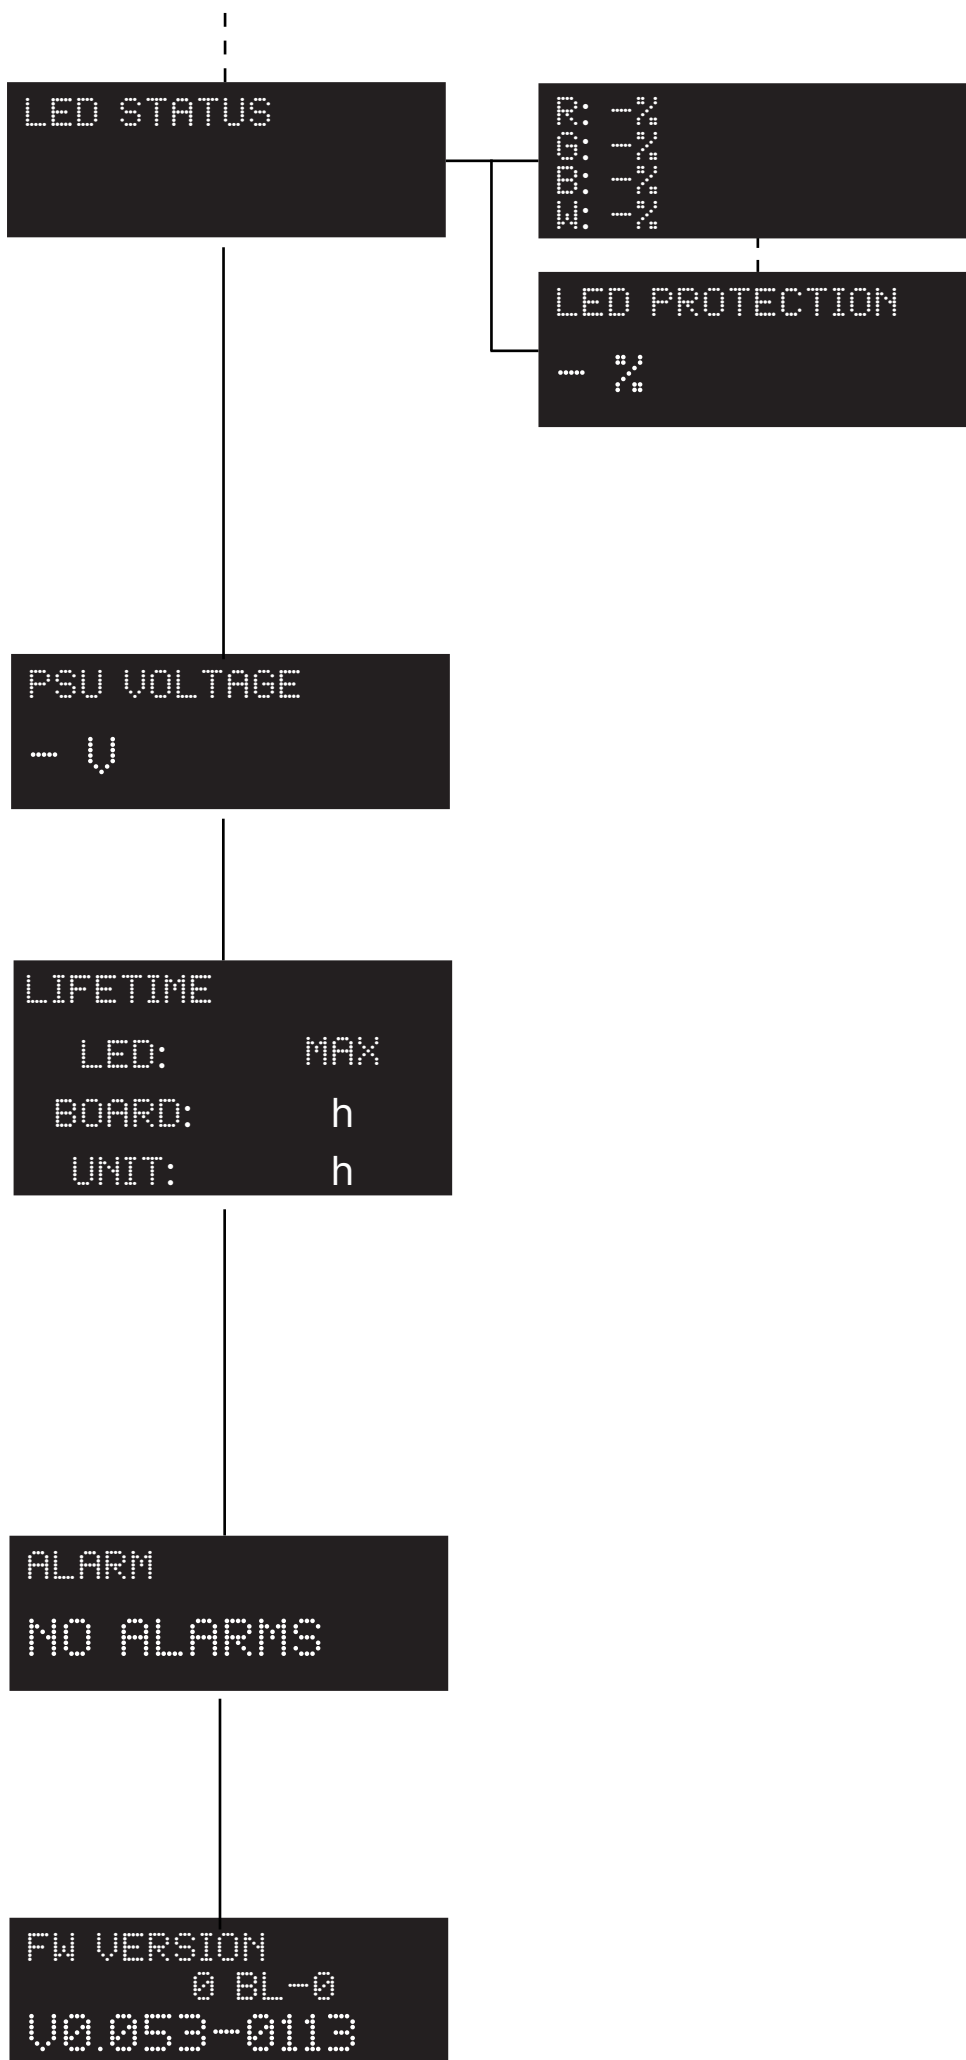 LED STATUS
R: -%
G: -%
B: -%
W: -%
LED PROTECTION
- %
PSU VOLTAGE
- V
LIFETIME
LED: MAX
BOARD: h
UNIT: h
ALARM
NO ALARMS
FW VERSION
0 BL-0
V0.053-0113